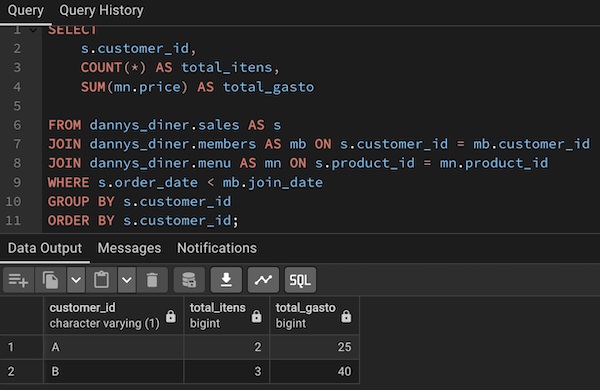 Query Query History
1 SELECT
2 s.customer_id,
3 COUNT(*) AS total_itens,
4 SUM(mn.price) AS total_gasto
5
6 FROM dannys_diner.sales AS s
7 JOIN dannys_diner.members AS mb ON s.customer_id = mb.customer_id
8 JOIN dannys_diner.menu AS mn ON s.product_id = mn.product_id
9 WHERE s.order_date < mb.join_date
10 GROUP BY s.customer_id
11 ORDER BY s.customer_id;
Data Output Messages Notifications
SQL
customer_id total_itens total_gasto
character varying (1) bigint bigint
1 A 2 25
2 B 3 40